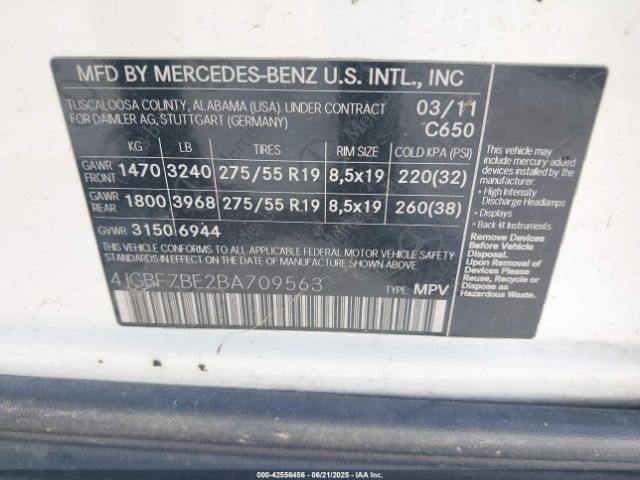 MFD BY MERCEDES-BENZ U.S. INTL., INC
TUSCALOOSA COUNTY, ALABAMA (USA) UNDER CONTRACT
FOR DAIMLER AG, STUTTGART (GERMANY)
03/11
C650
KG LB TIRES RIM SIZE COLD KPA (PSI)
GAWR FRONT 1470 3240 275/55 R19 8,5x19 220(32)
GAWR REAR 1800 3968 275/55 R19 8,5x19 260(38)
GVWR 3150 6944
THIS VEHICLE CONFORMS TO ALL APPLICABLE FEDERAL MOTOR VEHICLE SAFETY
STANDARDS IN EFFECT ON THE DATE OF MANUFACTURE SHOWN ABOVE.
4JGBF7BE2BA709563
TYPE: MPV
This vehicle may
include mercury-added
devices installed by
the manufacturer:
• High Intensity
Discharge Headlamps
• Displays
• Back-lit Instruments
Remove Devices
Before Vehicle
Disposal.
Upon Removal,
Reuse, Recycle or
Dispose as
Hazardous Waste.
000-42556456 - 06/21/2025 - IAAI.COM